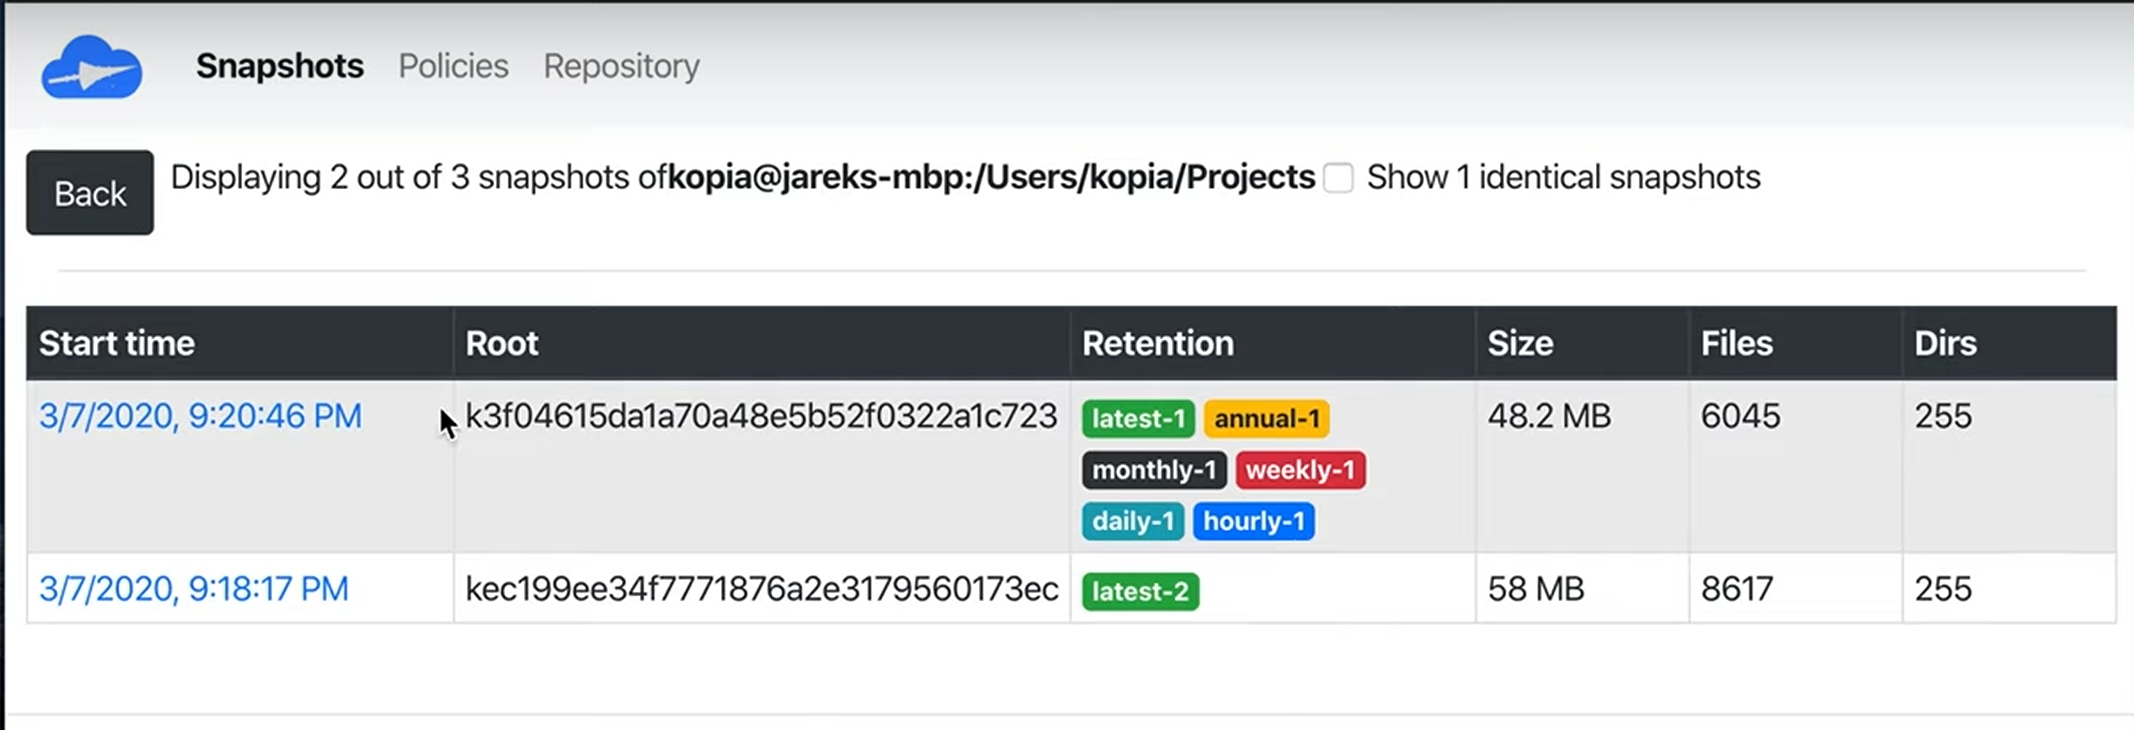 Snapshots Policies Repository
Back Displaying 2 out of 3 snapshots ofkopia@jareks-mbp:/Users/kopia/Projects Show 1 identical snapshots
Start time Root Retention Size Files Dirs
3/7/2020, 9:20:46 PM k3f04615da1a70a48e5b52f0322a1c723 latest-1 annual-1 48.2 MB 6045 255
monthly-1 weekly-1
daily-1 hourly-1
3/7/2020, 9:18:17 PM kec199ee34f7771876a2e3179560173ec latest-2 58 MB 8617 255